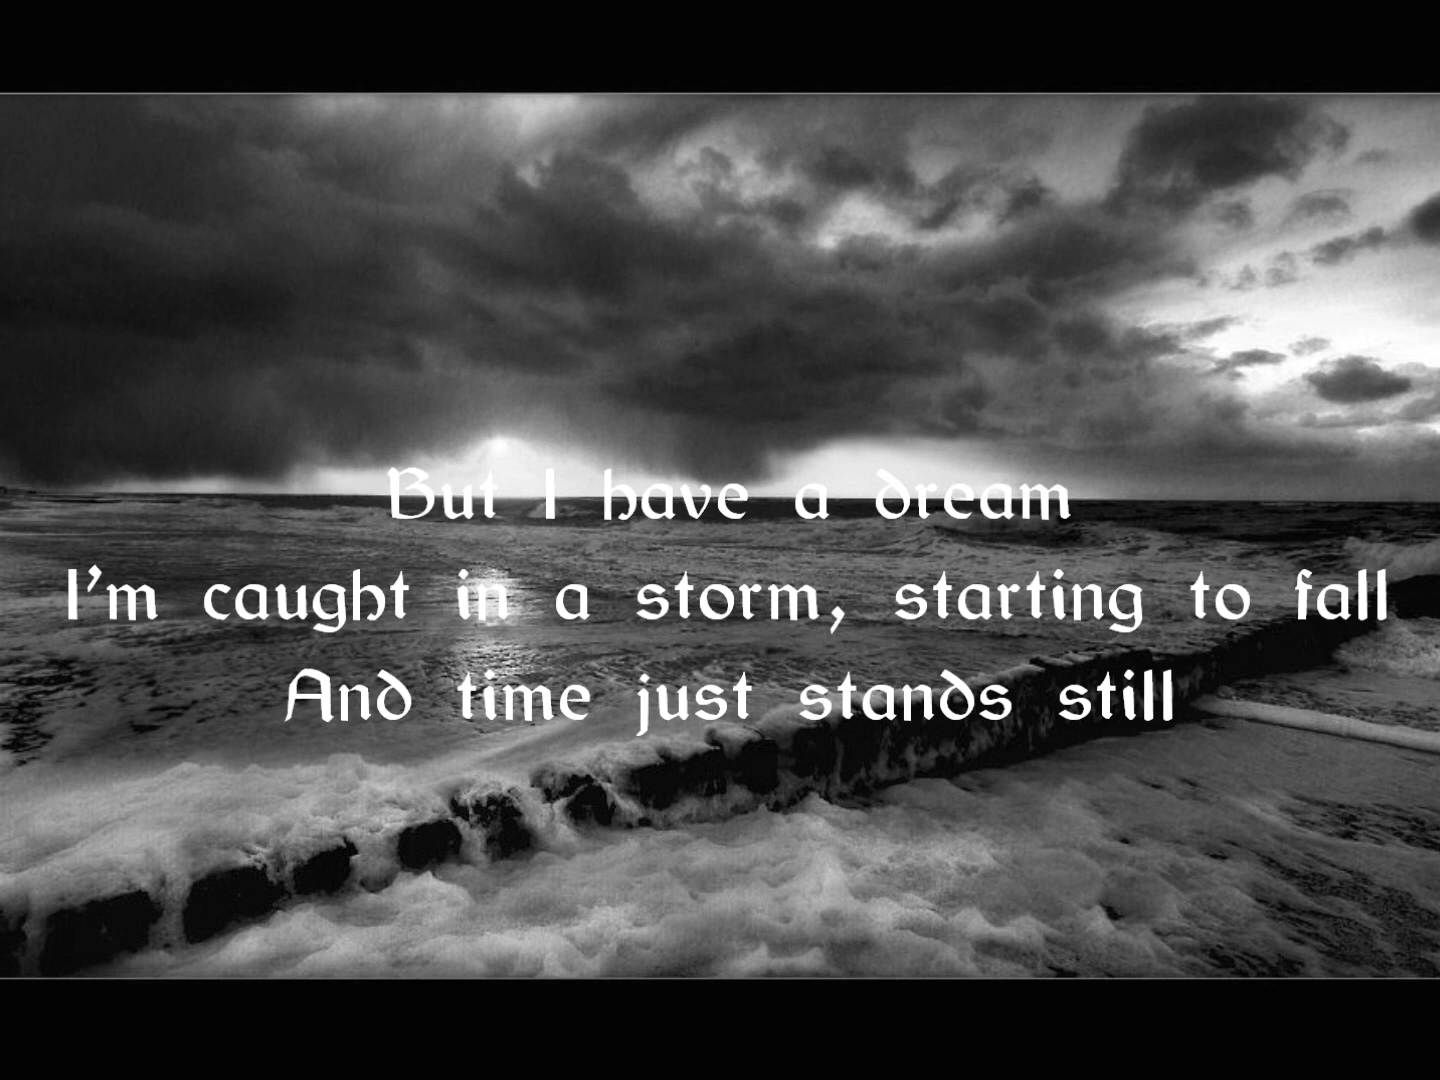 But I have a dream
I'm caught in a storm, starting to fall
And time just stands still